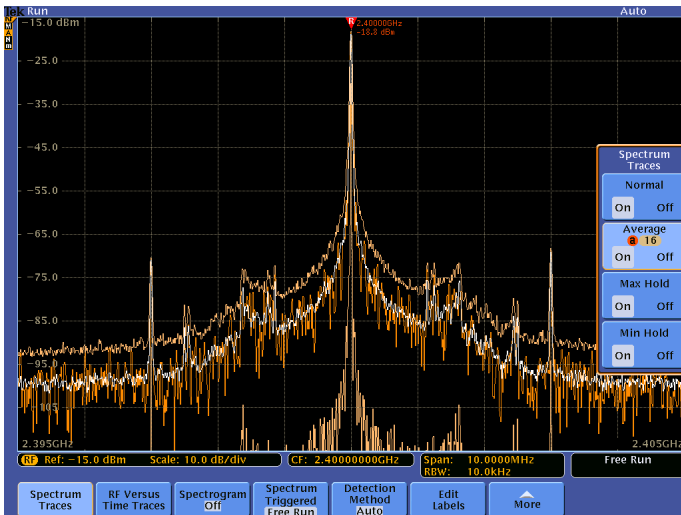 Tek Run Auto
-15.0 dBm
R 2.40000GHz
-18.8 dBm
-25.0
-35.0
-45.0
-55.0
-65.0
-75.0
-85.0
-95.0
-105
2.395GHz
2.405GHz
N
M
A
N
m
Spectrum
Traces
Normal
On Off
Average
a 16
On Off
Max Hold
On Off
Min Hold
On Off
RF Ref: -15.0 dBm Scale: 10.0 dB/div
CF: 2.40000000GHz
Span: 10.0000MHz
RBW: 10.0kHz
Free Run
Spectrum
Traces
RF Versus
Time Traces
Spectrogram
Off
Spectrum
Triggered
Free Run
Detection
Method
Auto
Edit
Labels
More